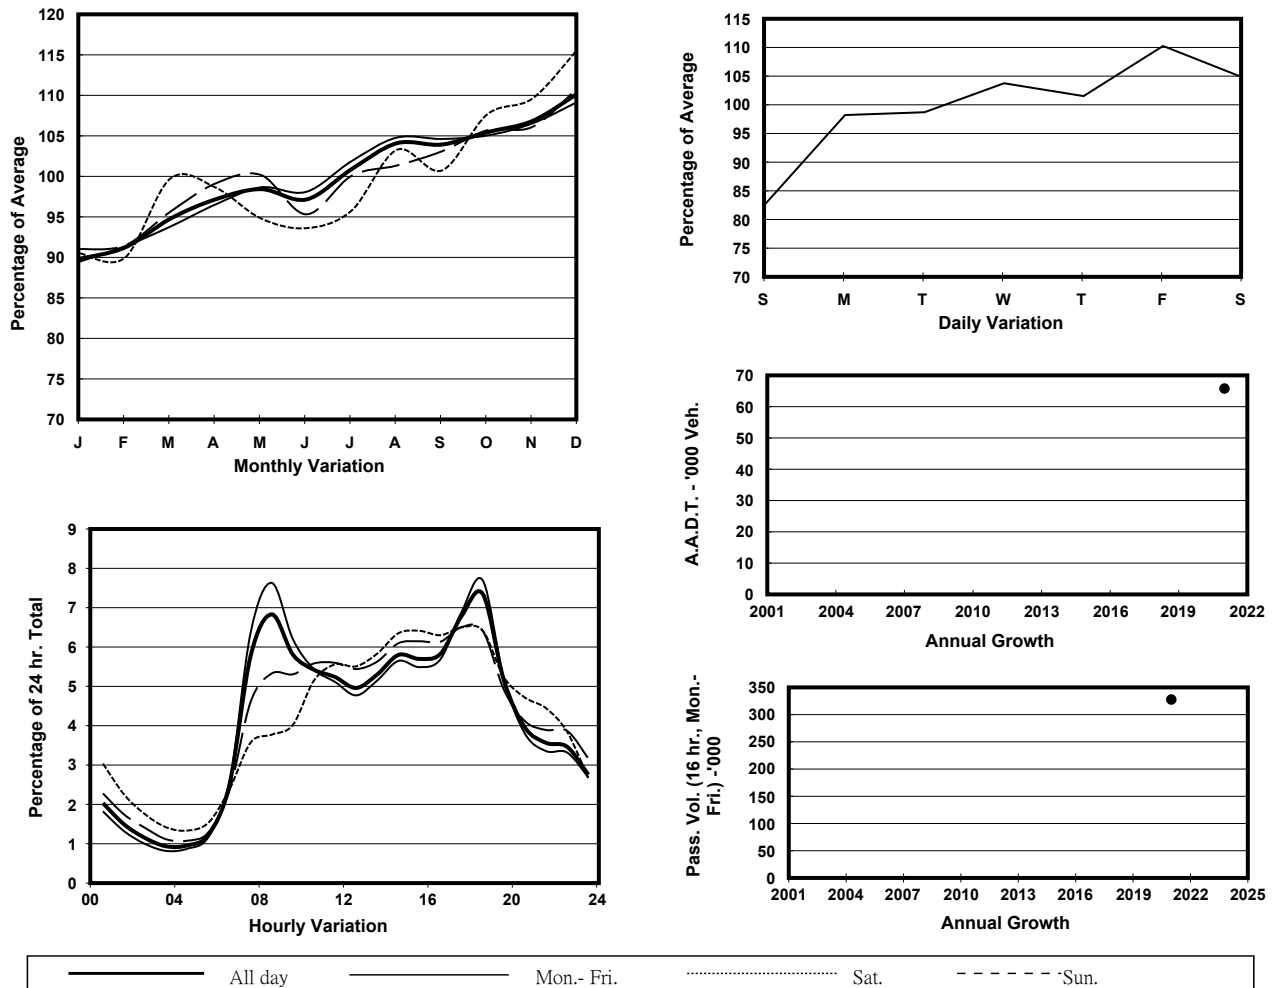 120
115
110
105
100
95
90
85
80
75
70
Percentage of Average
J F M A M J J A S O N D
Monthly Variation
115
110
105
100
95
90
85
80
75
70
Percentage of Average
S M T W T F S
Daily Variation
70
60
50
40
30
20
10
0
A.A.D.T. - '000 Veh.
2001 2004 2007 2010 2013 2016 2019 2022
Annual Growth
9
8
7
6
5
4
3
2
1
0
Percentage of 24 hr. Total
00 04 08 12 16 20 24
Hourly Variation
350
300
250
200
150
100
50
0
Pass. Vol. (16 hr., Mon.-
Fri.) -'000
2001 2004 2007 2010 2013 2016 2019 2022 2025
Annual Growth
All day Mon.- Fri. Sat. Sun.